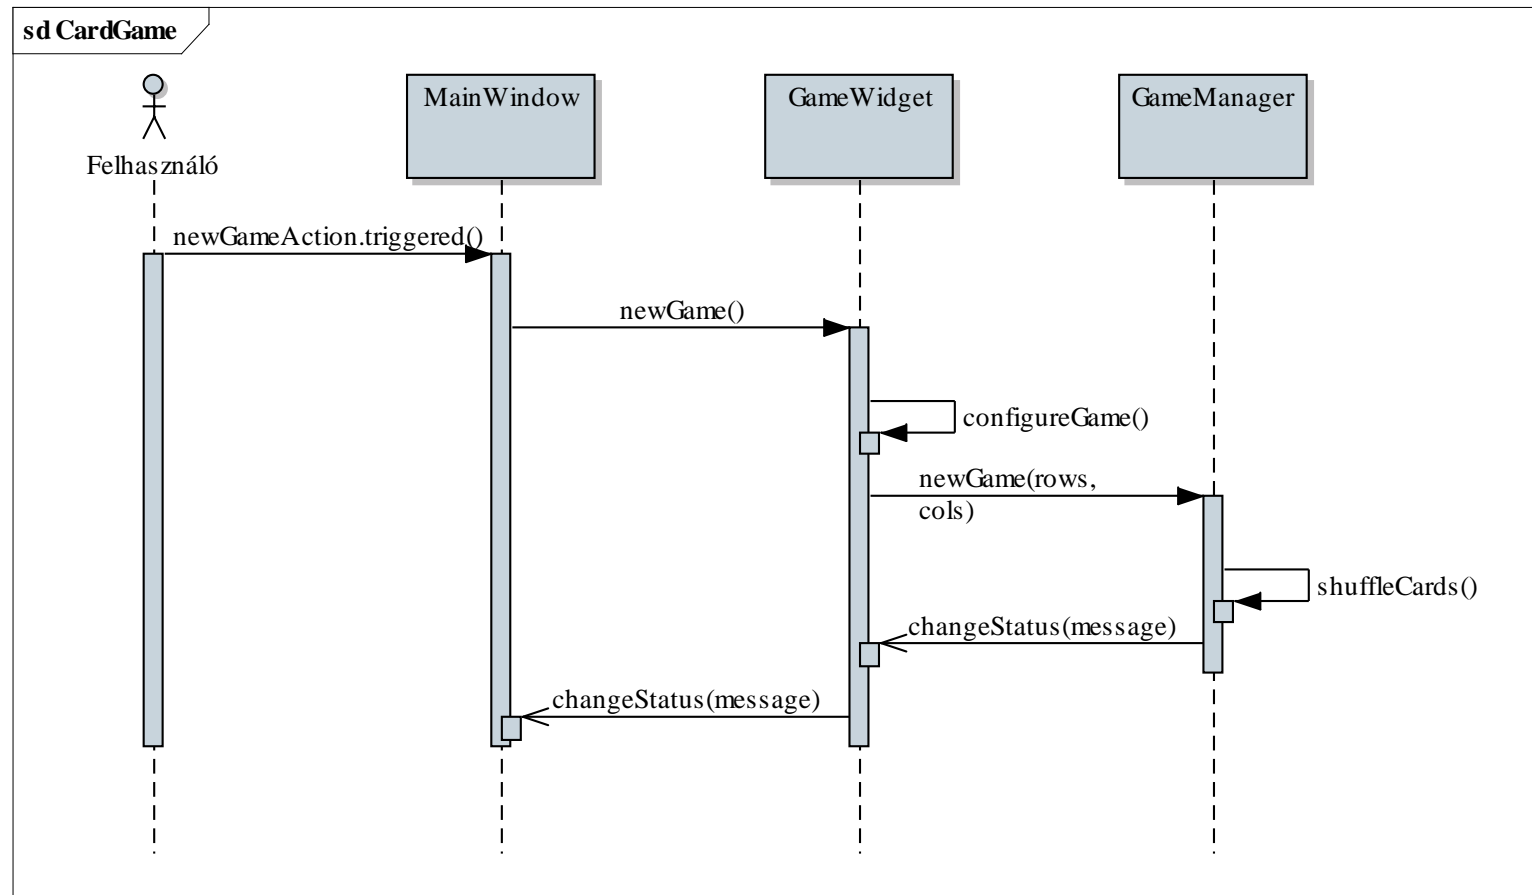 sd CardGame
MainWindow
GameWidget
GameManager
Felhasználó
newGameAction.triggered()
newGame()
configureGame()
newGame(rows,
cols)
shuffleCards()
changeStatus(message)
changeStatus(message)